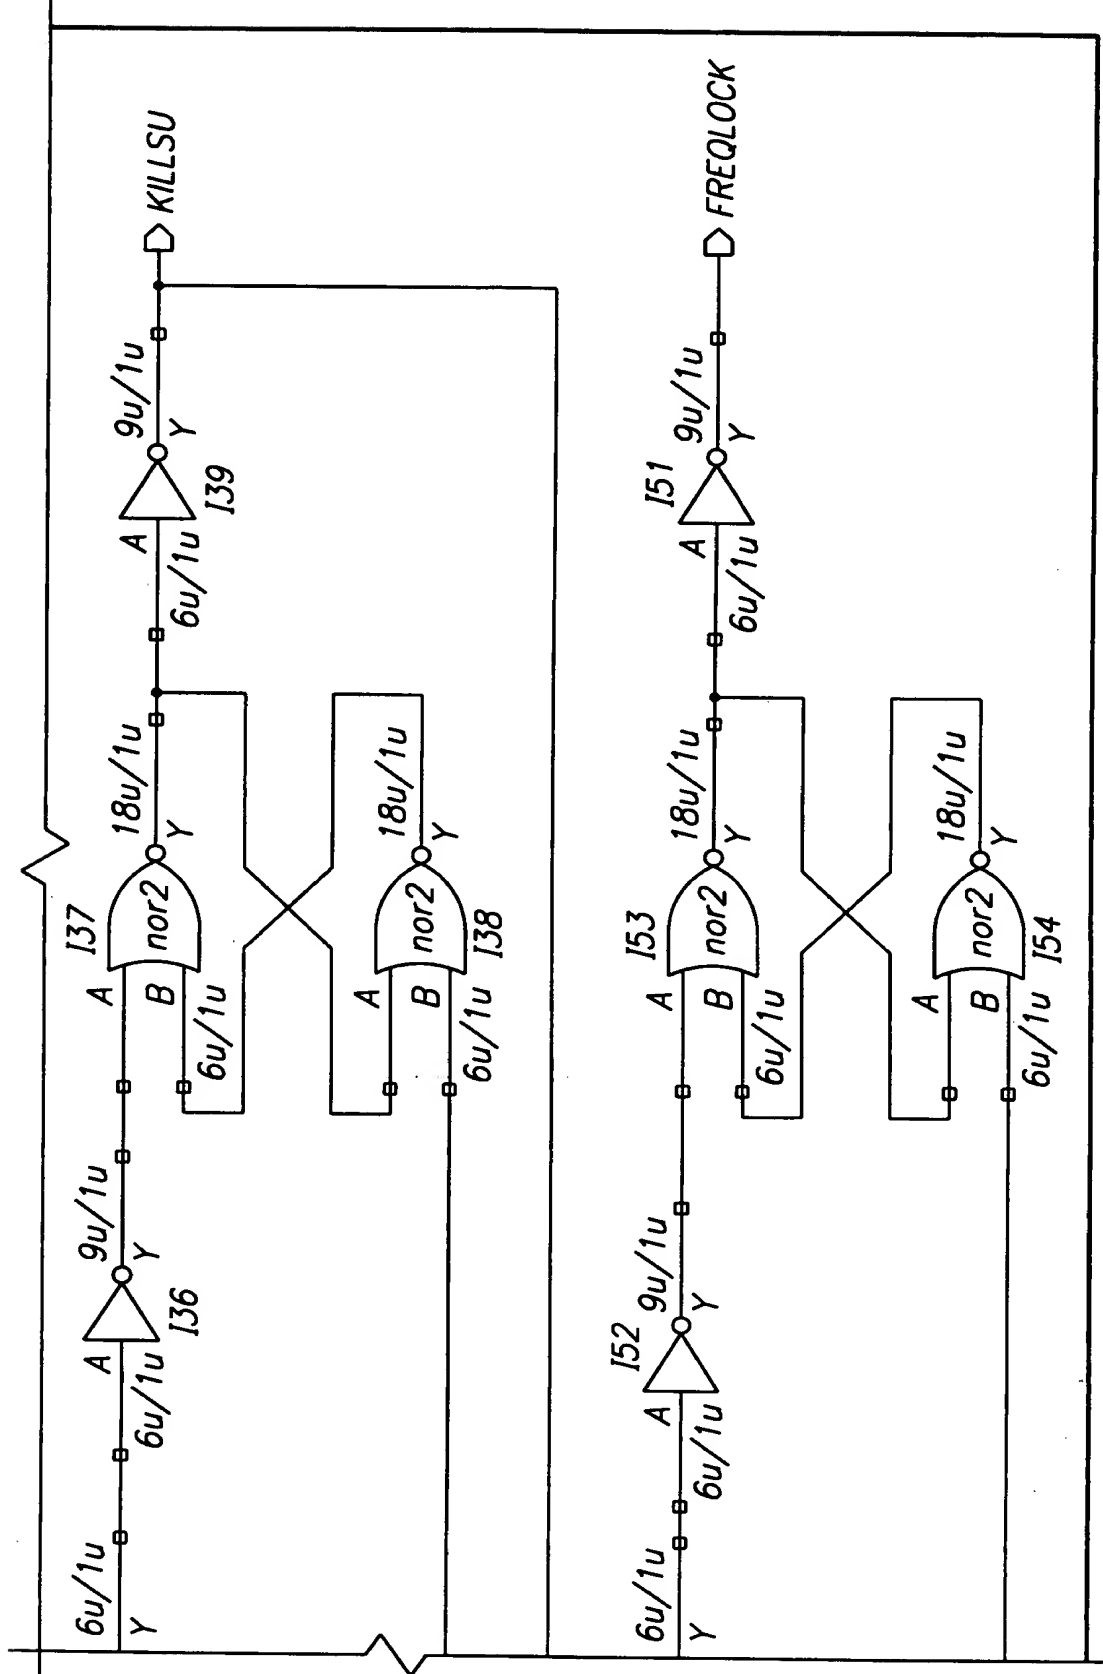 6u/1u
Y
A
6u/1u
I36
9u/1u
Y
I37
A
B
6u/1u
nor2
18u/1u
Y
A
6u/1u
I39
9u/1u
Y
KILLSU
A
B
6u/1u
nor2
I38
18u/1u
Y
6u/1u
Y
A
6u/1u
I52
9u/1u
Y
I53
A
B
6u/1u
nor2
18u/1u
Y
A
6u/1u
I51
9u/1u
Y
FREQLOCK
A
B
6u/1u
nor2
I54
18u/1u
Y